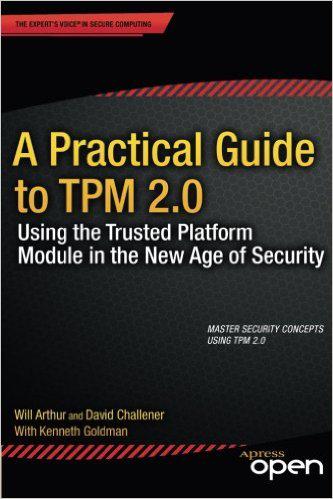 THE EXPERT'S VOICE® IN SECURE COMPUTING
A Practical Guide
to TPM 2.0
Using the Trusted Platform
Module in the New Age of Security
MASTER SECURITY CONCEPTS
USING TPM 2.0
Will Arthur and David Challener
With Kenneth Goldman
Apress
open